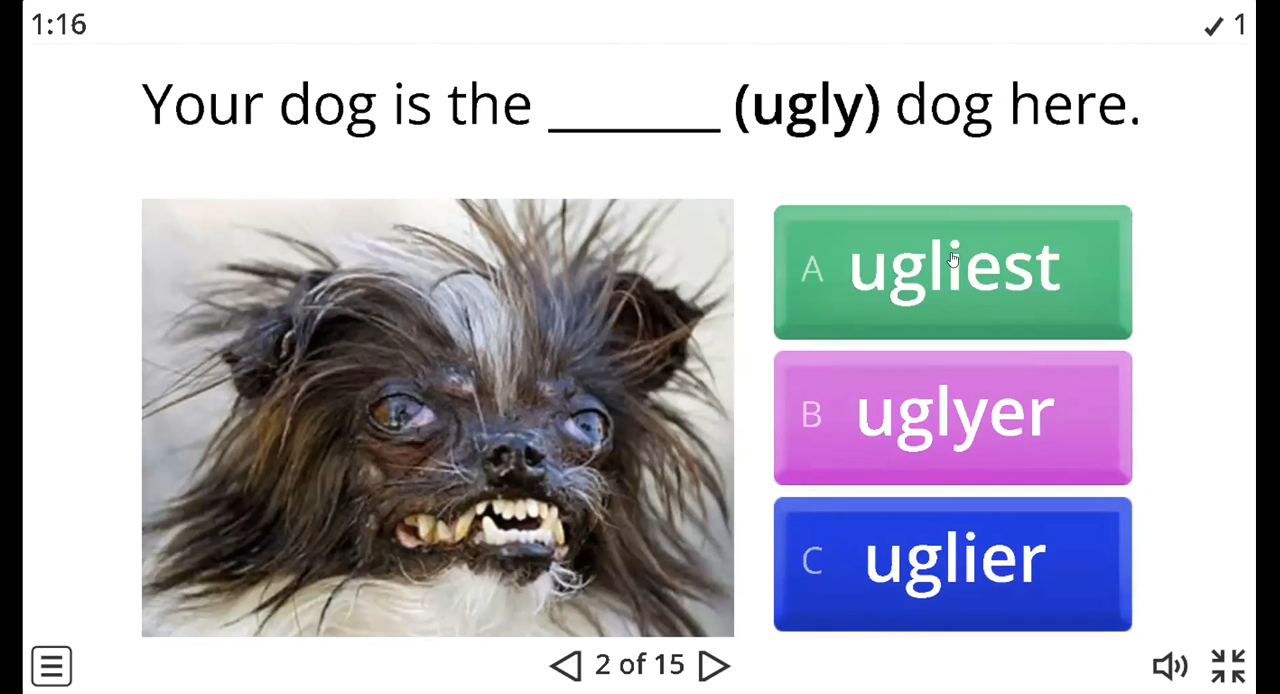 1:16
✓ 1
Your dog is the _______ (ugly) dog here.
A ugliest
B uglyer
C uglier
2 of 15